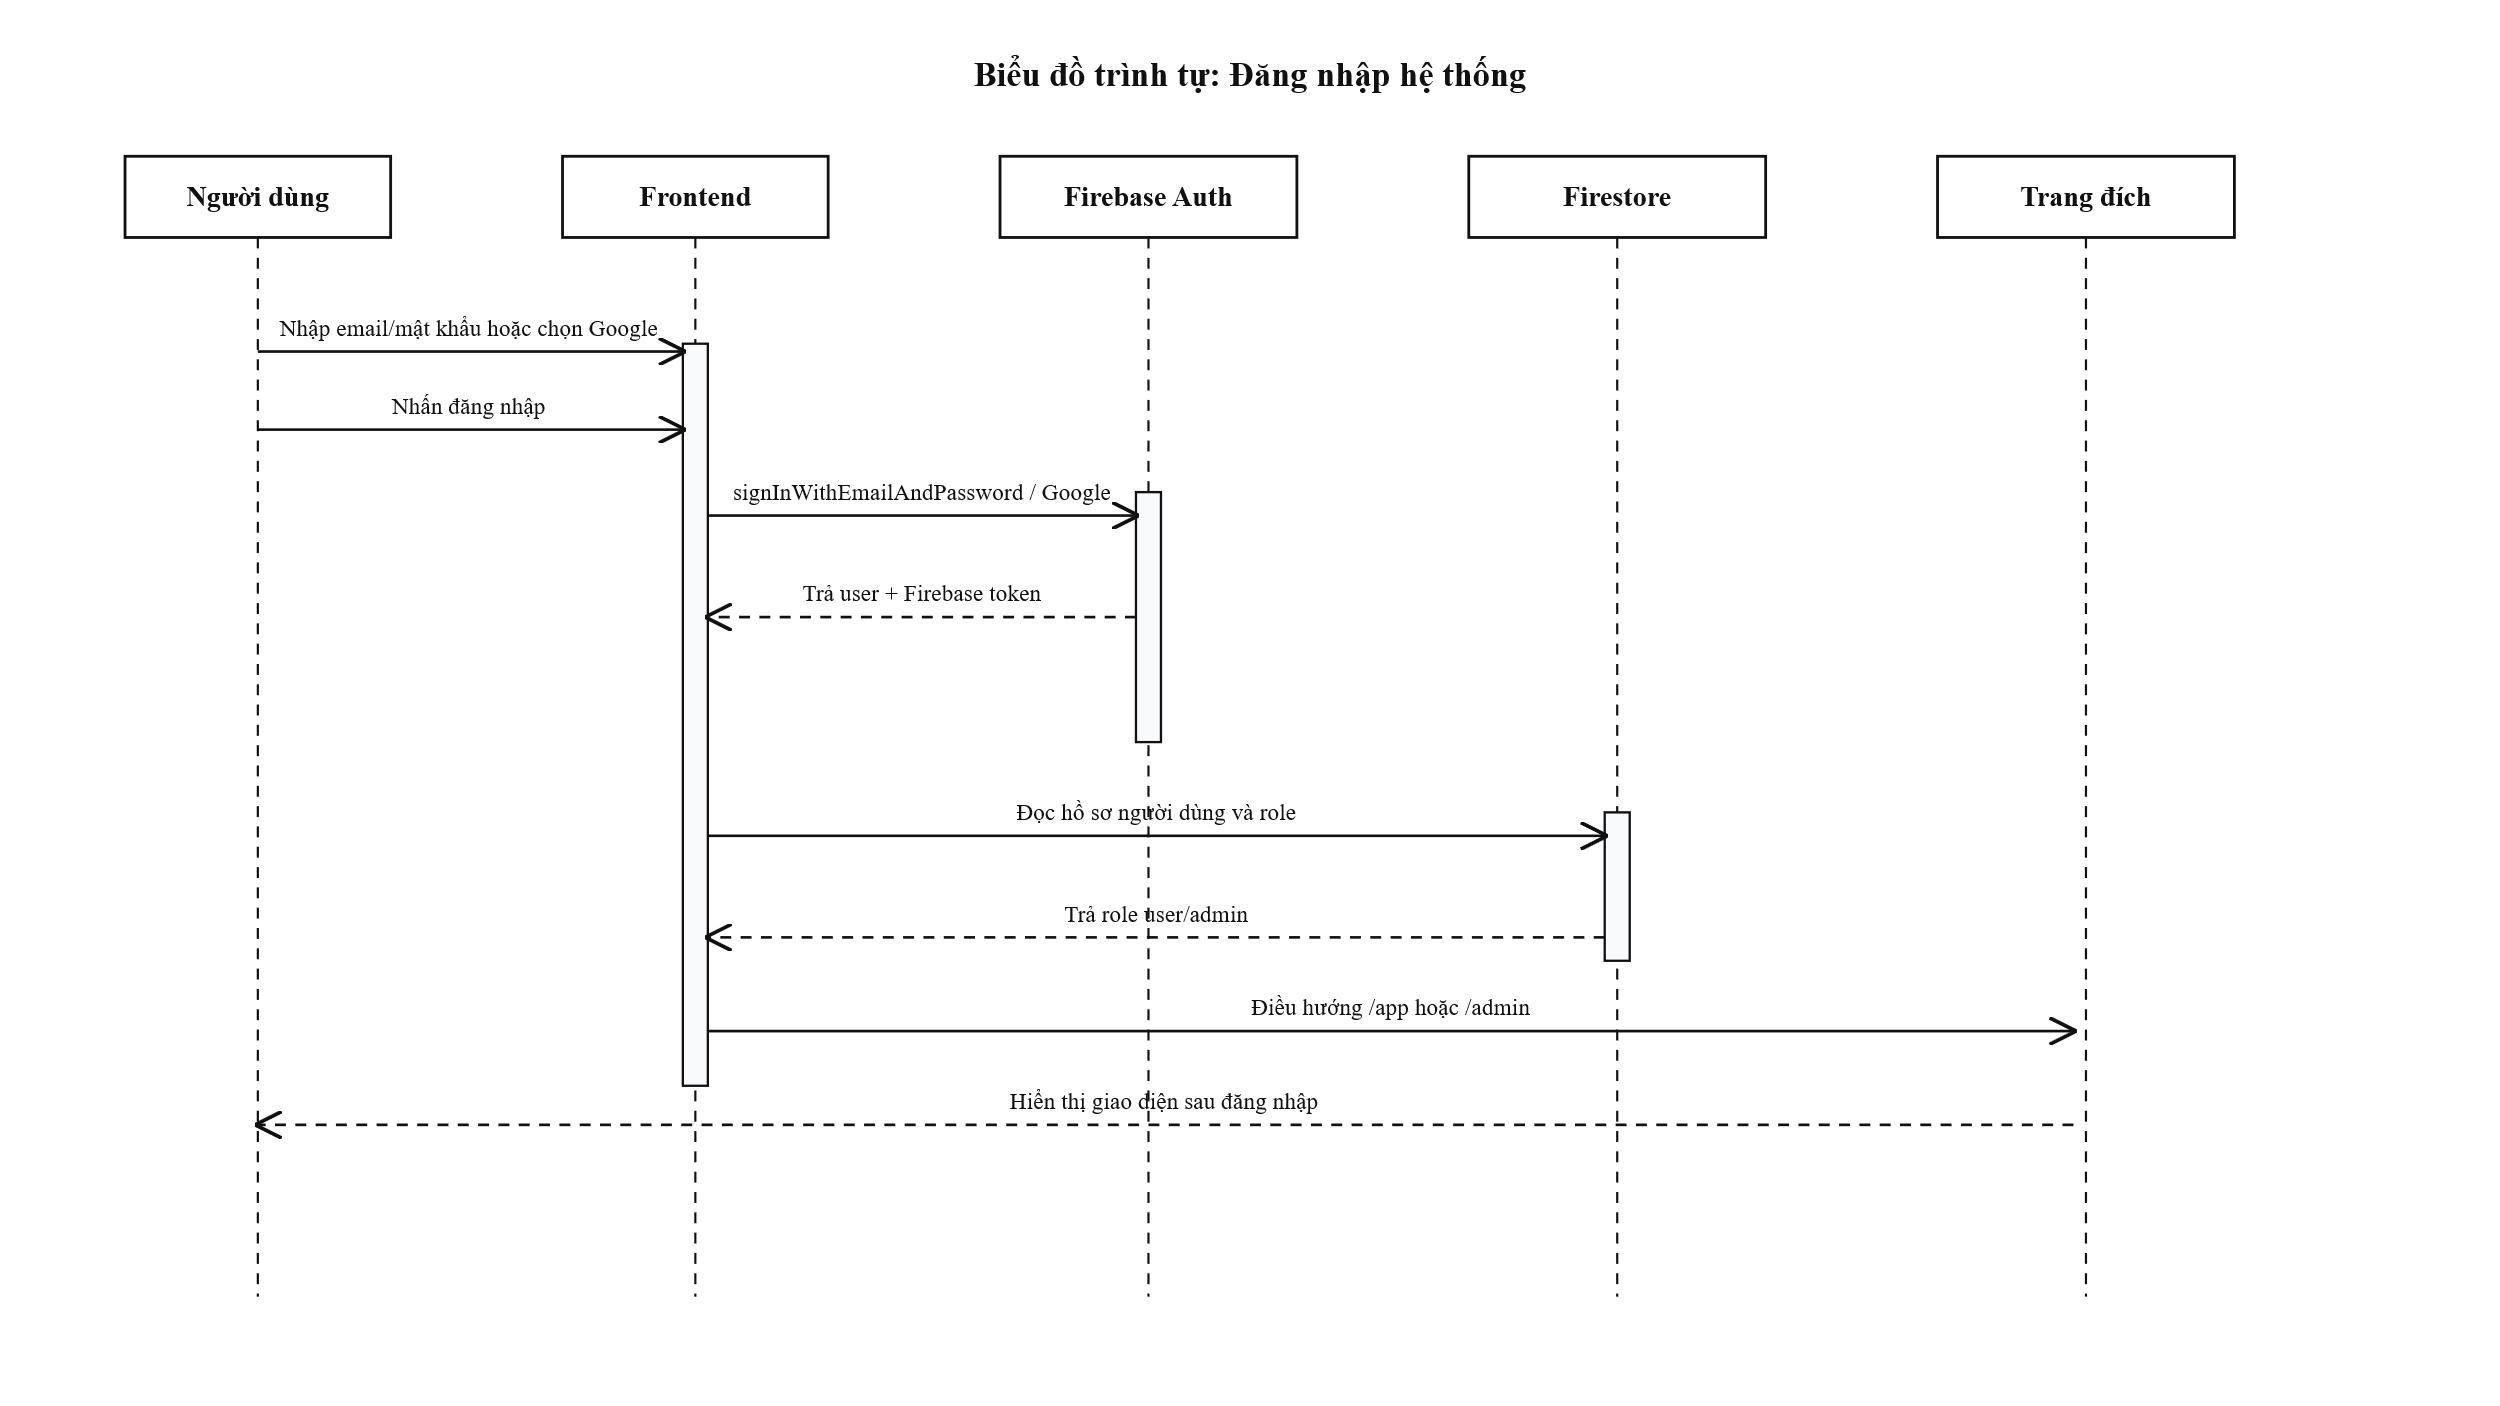 Biểu đồ trình tự: Đăng nhập hệ thống
Người dùng
Frontend
Firebase Auth
Firestore
Trang đích
Nhập email/mật khẩu hoặc chọn Google
Nhấn đăng nhập
signInWithEmailAndPassword / Google
Trả user + Firebase token
Đọc hồ sơ người dùng và role
Trả role user/admin
Điều hướng /app hoặc /admin
Hiển thị giao diện sau đăng nhập